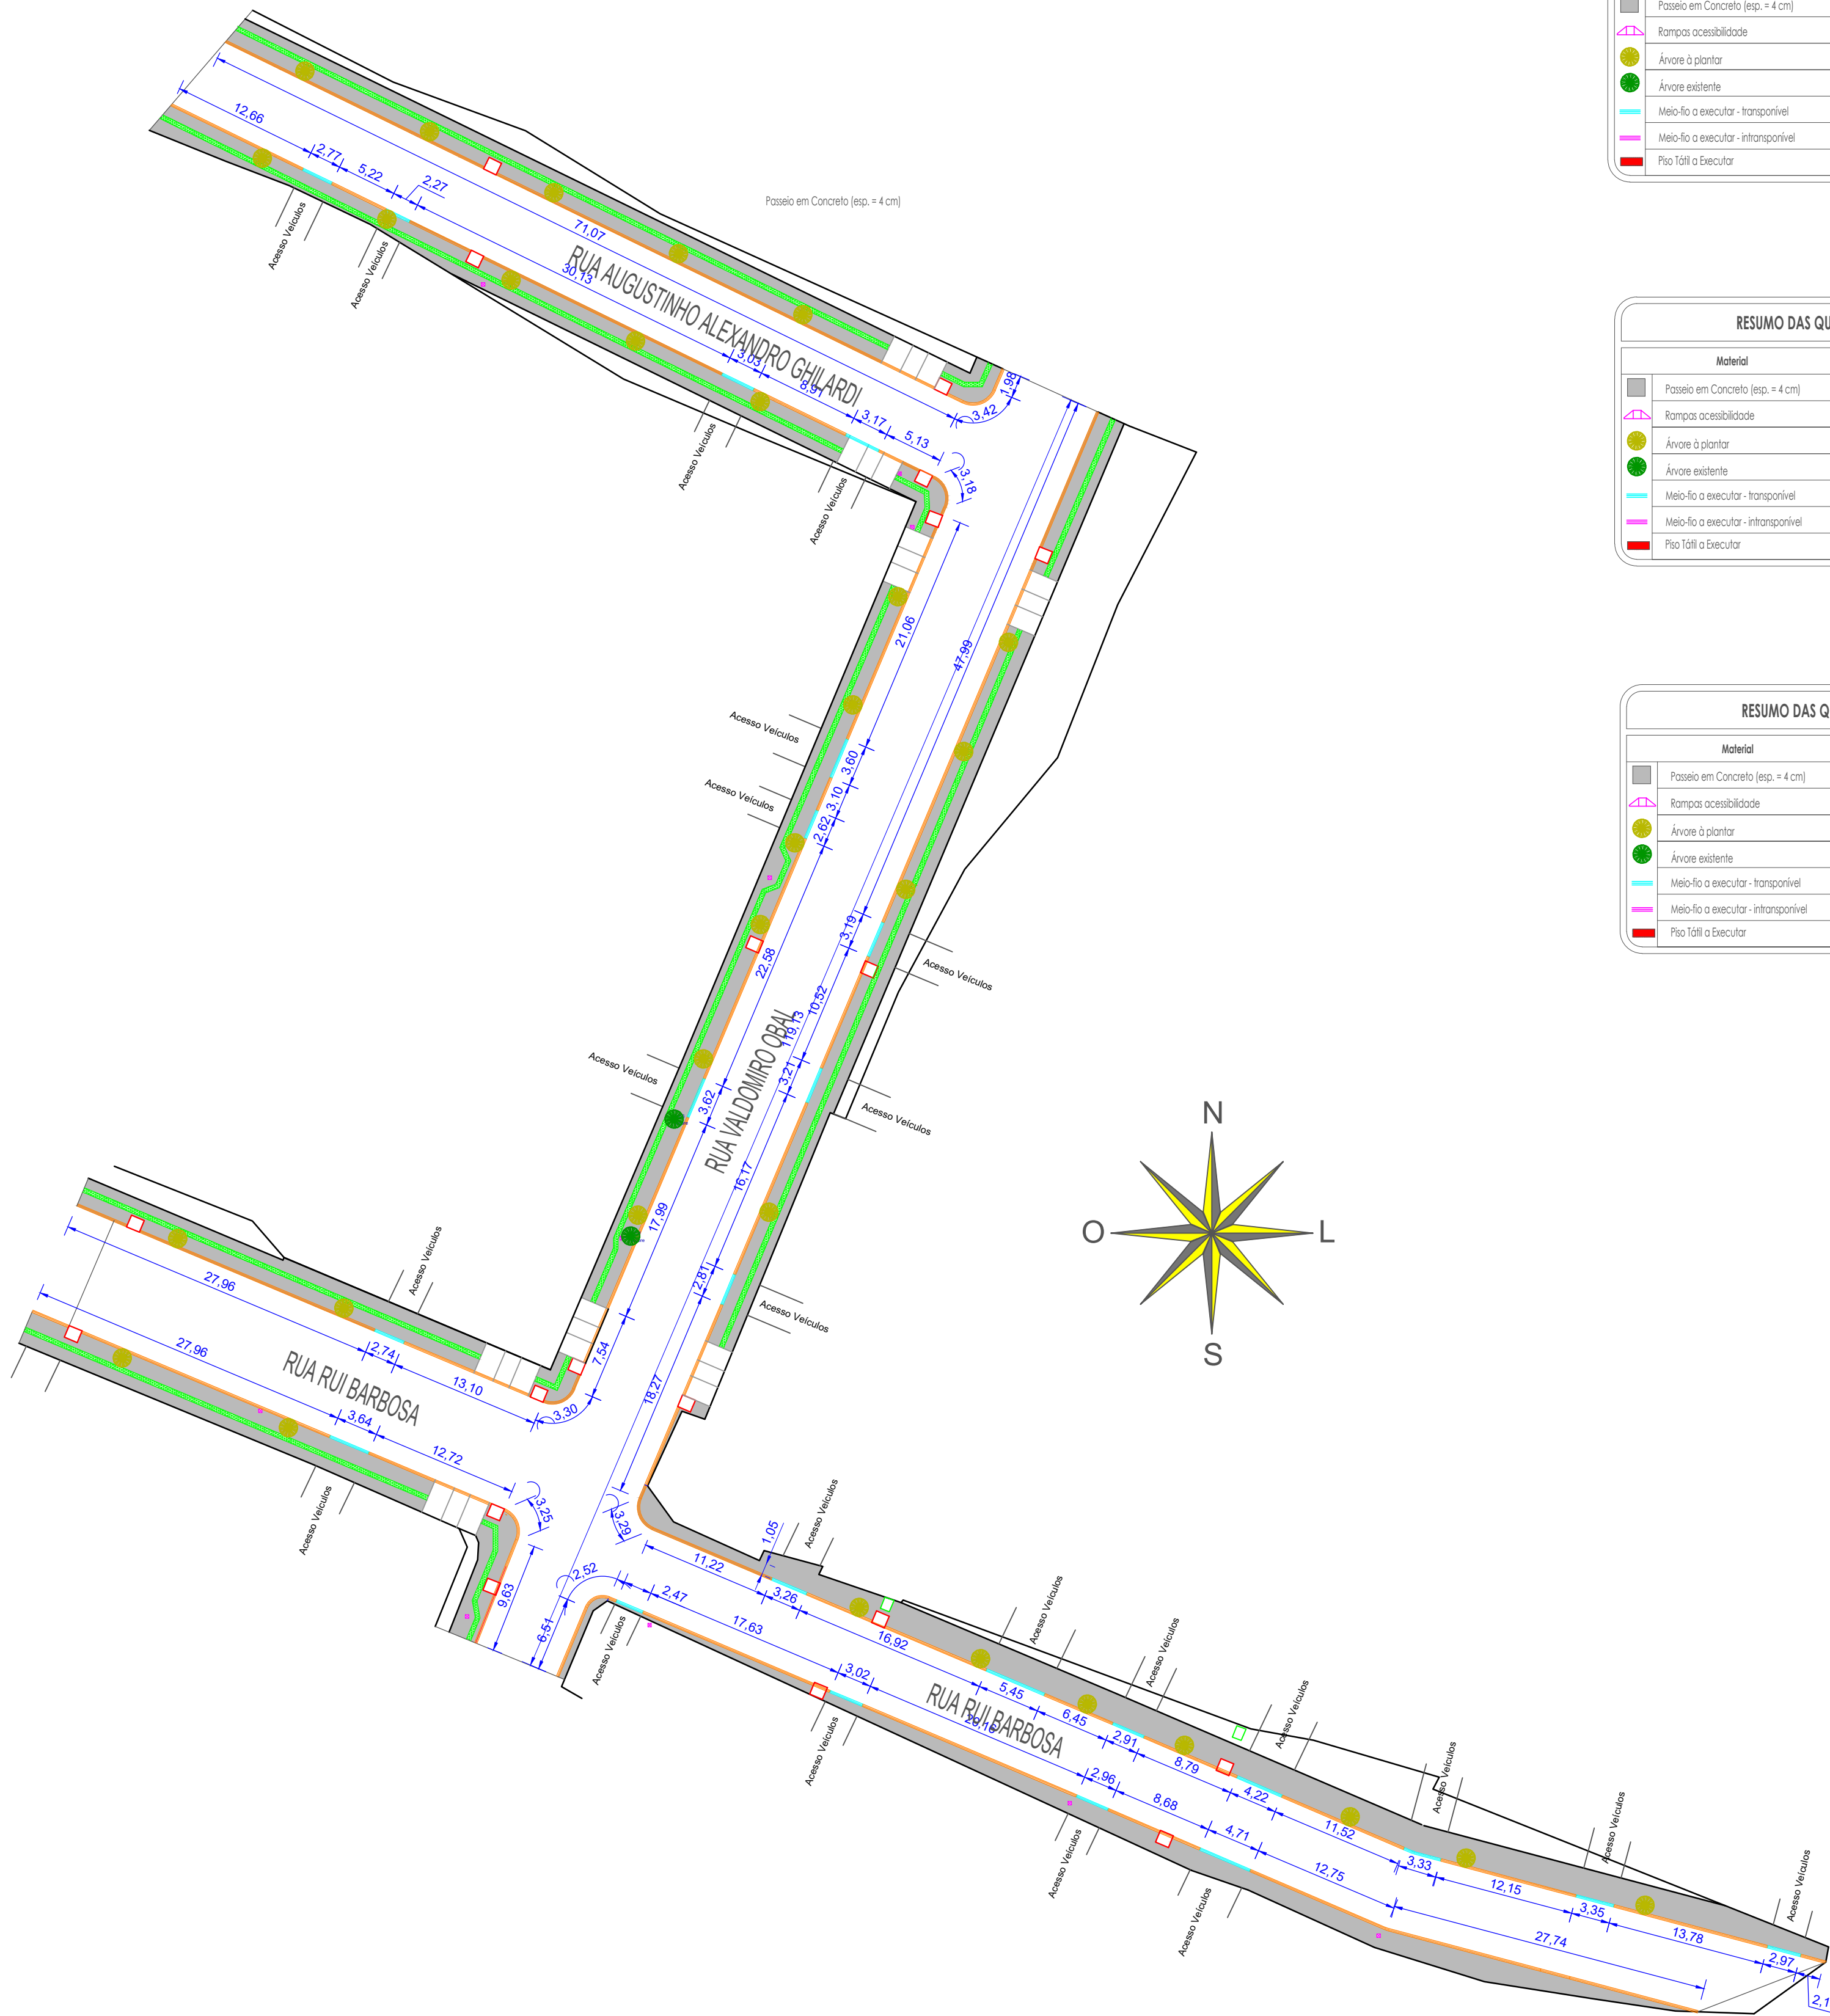 Passeio em Concreto (esp. = 4 cm)
Rampas acessibilidade
Árvore à plantar
Árvore existente
Meio-fio a executar - transponível
Meio-fio a executar - intransponível
Piso Tátil a Executar
Passeio em Concreto (esp. = 4 cm)
RESUMO DAS QU
Material
Passeio em Concreto (esp. = 4 cm)
Rampas acessibilidade
Árvore à plantar
Árvore existente
Meio-fio a executar - transponível
Meio-fio a executar - intransponível
Piso Tátil a Executar
RESUMO DAS Q
Material
Passeio em Concreto (esp. = 4 cm)
Rampas acessibilidade
Árvore à plantar
Árvore existente
Meio-fio a executar - transponível
Meio-fio a executar - intransponível
Piso Tátil a Executar
12,66
2,77
5,22
2,27
71,07
30,13
RUA AUGUSTINHO ALEXANDRO GHILARDI
3,03
8,91
3,17
5,13
3,42
1,98
3,18
Acesso Veículos
Acesso Veículos
Acesso Veículos
Acesso Veículos
21,06
47,99
3,60
3,10
2,62
Acesso Veículos
Acesso Veículos
3,19
22,58
10,52
119,13
3,21
RUA VALDOMIRO OBAL
Acesso Veículos
Acesso Veículos
Acesso Veículos
3,62
16,17
17,99
2,81
Acesso Veículos
7,54
18,27
N
O
L
S
27,96
Acesso Veículos
2,74
13,10
3,30
27,96
RUA RUI BARBOSA
3,64
12,72
3,25
Acesso Veículos
9,63
3,29
2,52
6,51
11,22
1,05
Acesso Veículos
2,47
3,26
17,63
16,92
Acesso Veículos
Acesso Veículos
Acesso Veículos
3,02
5,45
RUA RUI BARBOSA
6,45
2,91
8,79
Acesso Veículos
Acesso Veículos
2,96
8,68
4,22
11,52
4,71
12,75
3,33
12,15
Acesso Veículos
Acesso Veículos
Acesso Veículos
Acesso Veículos
3,35
13,78
27,74
2,97
Acesso Veículos
2,1